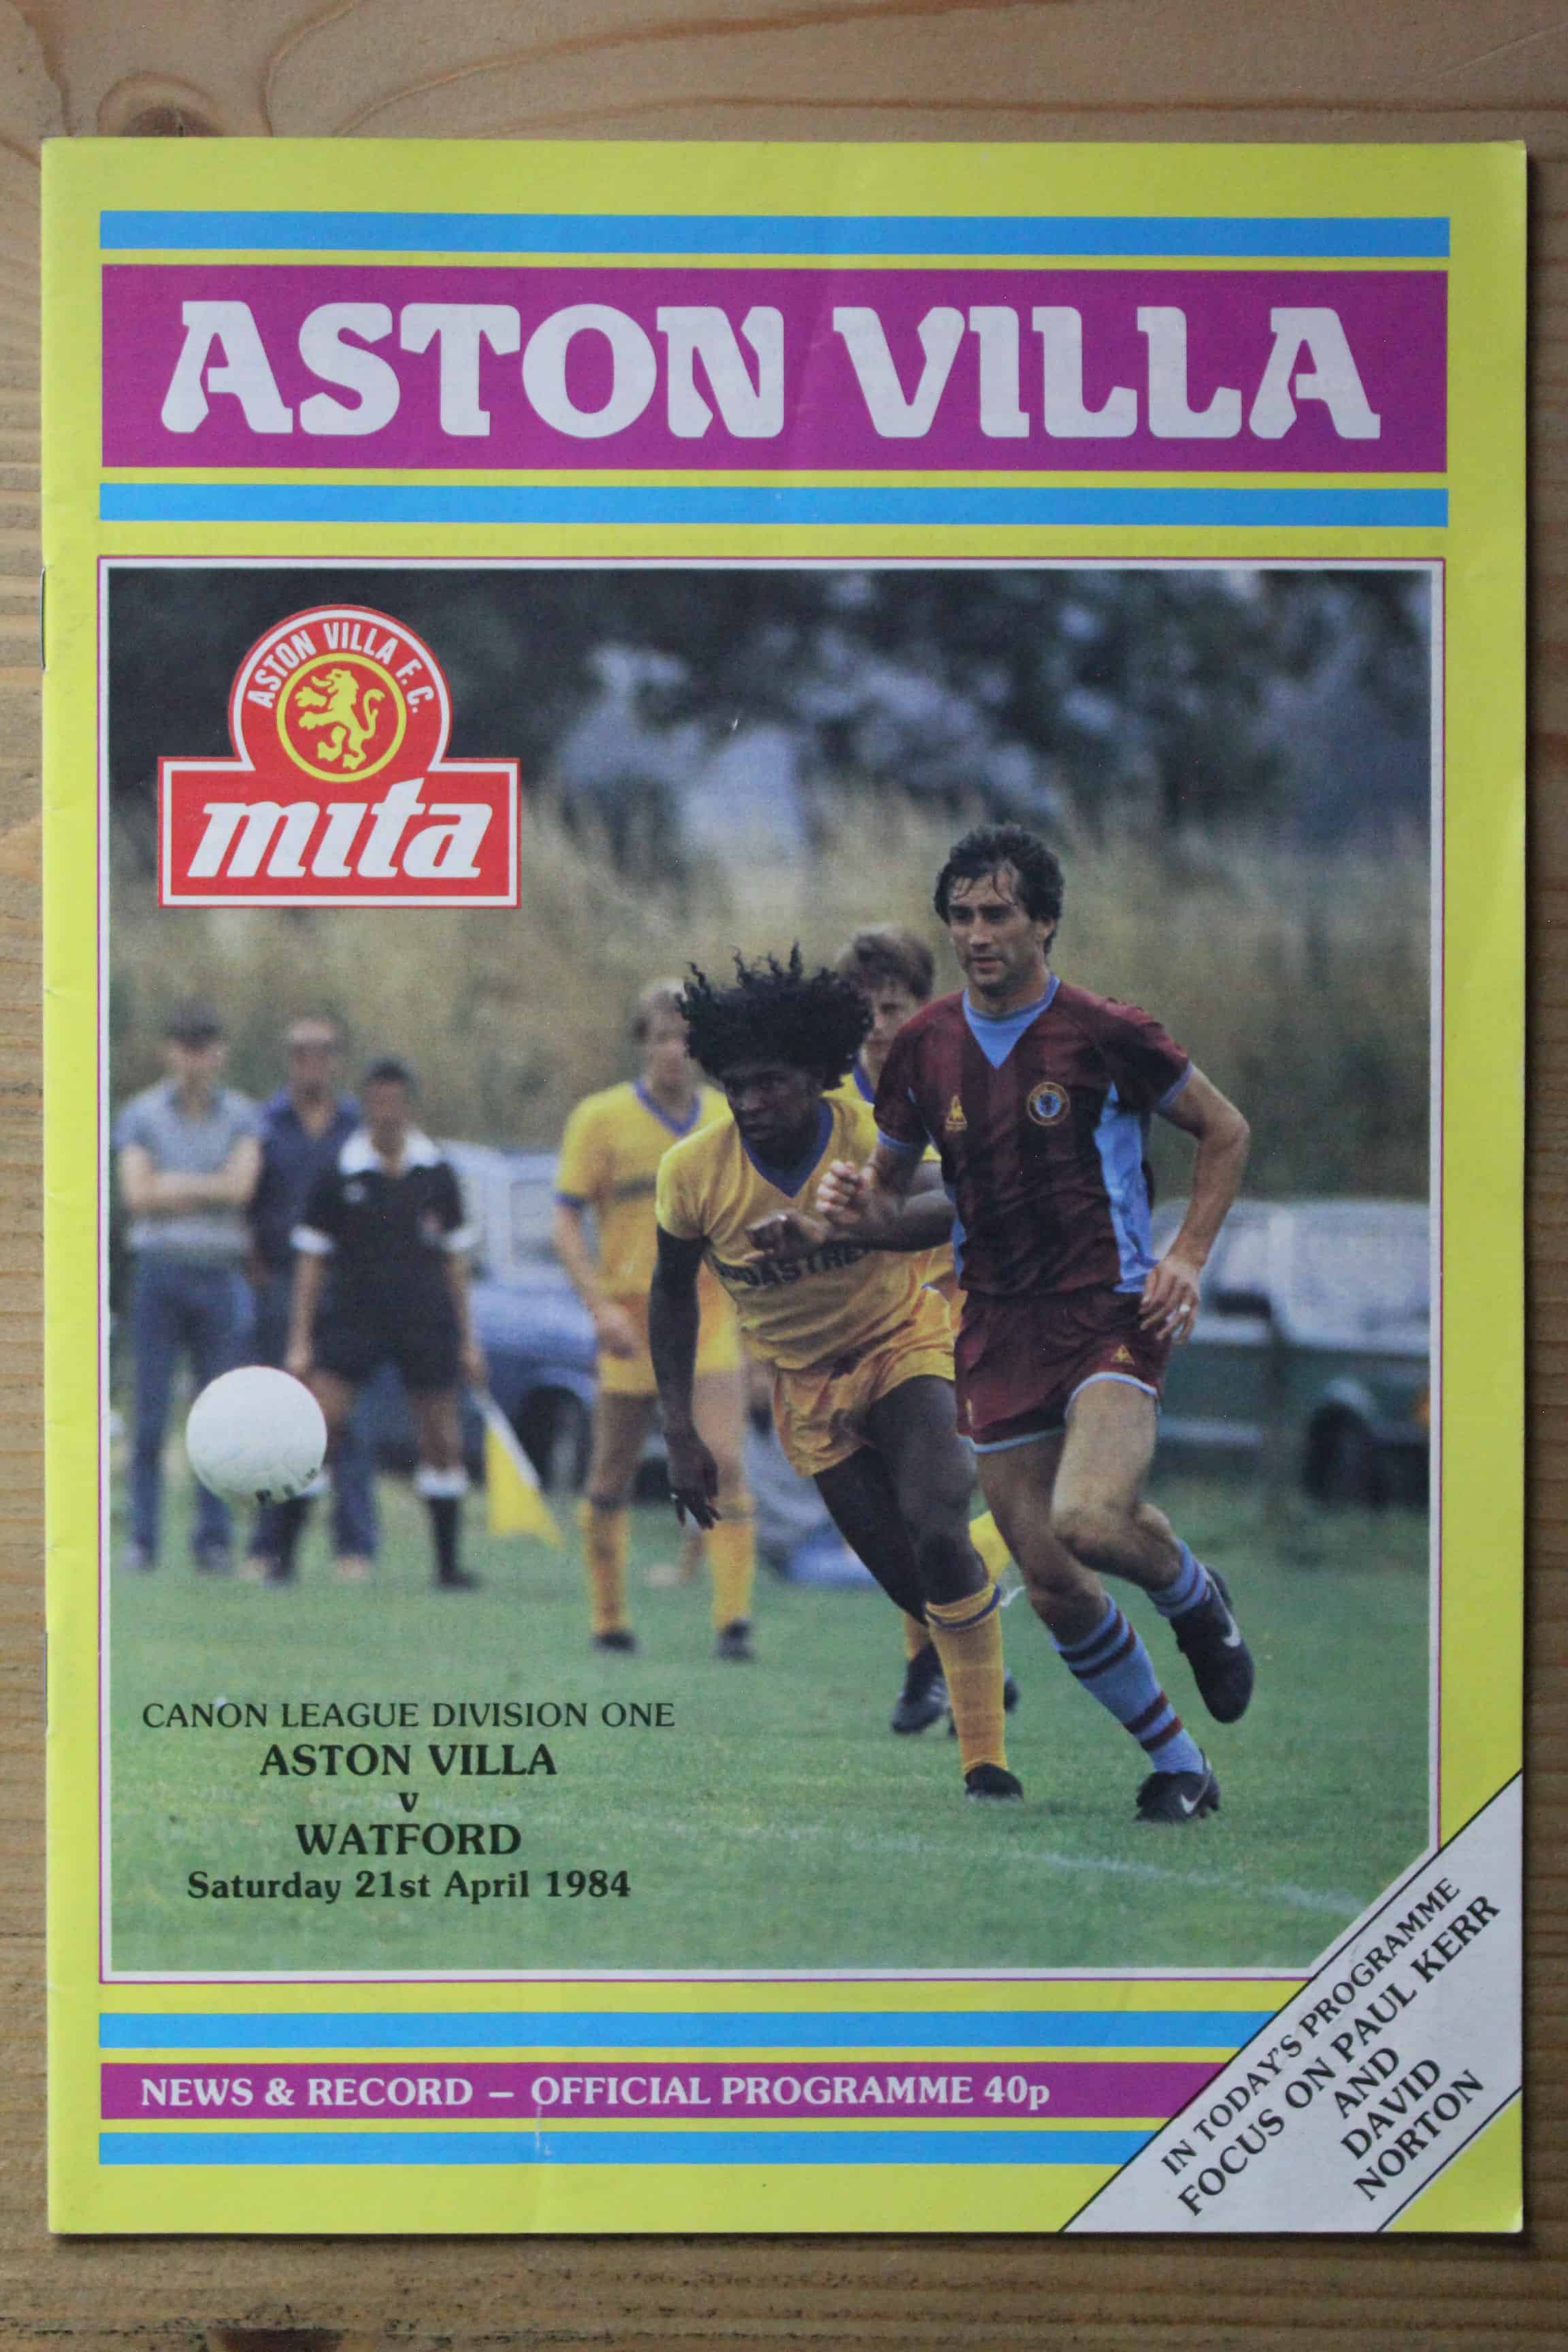 ASTON VILLA
ASTON VILLA F.C.
mita
CANON LEAGUE DIVISION ONE
ASTON VILLA
v
WATFORD
Saturday 21st April 1984
NEWS & RECORD – OFFICIAL PROGRAMME 40p
IN TODAY'S PROGRAMME
FOCUS ON PAUL KERR
AND
DAVID
NORTON